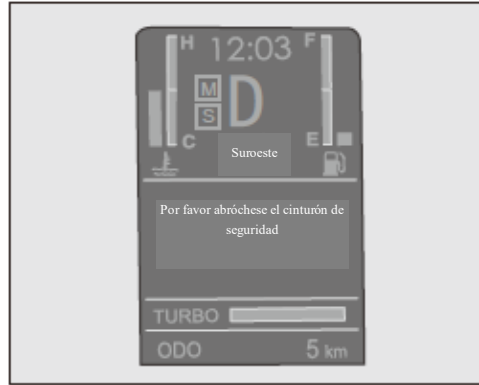 H 12:03 F
M D
S
C E
Suroeste
Por favor abróchese el cinturón de
seguridad
TURBO
ODO 5 km